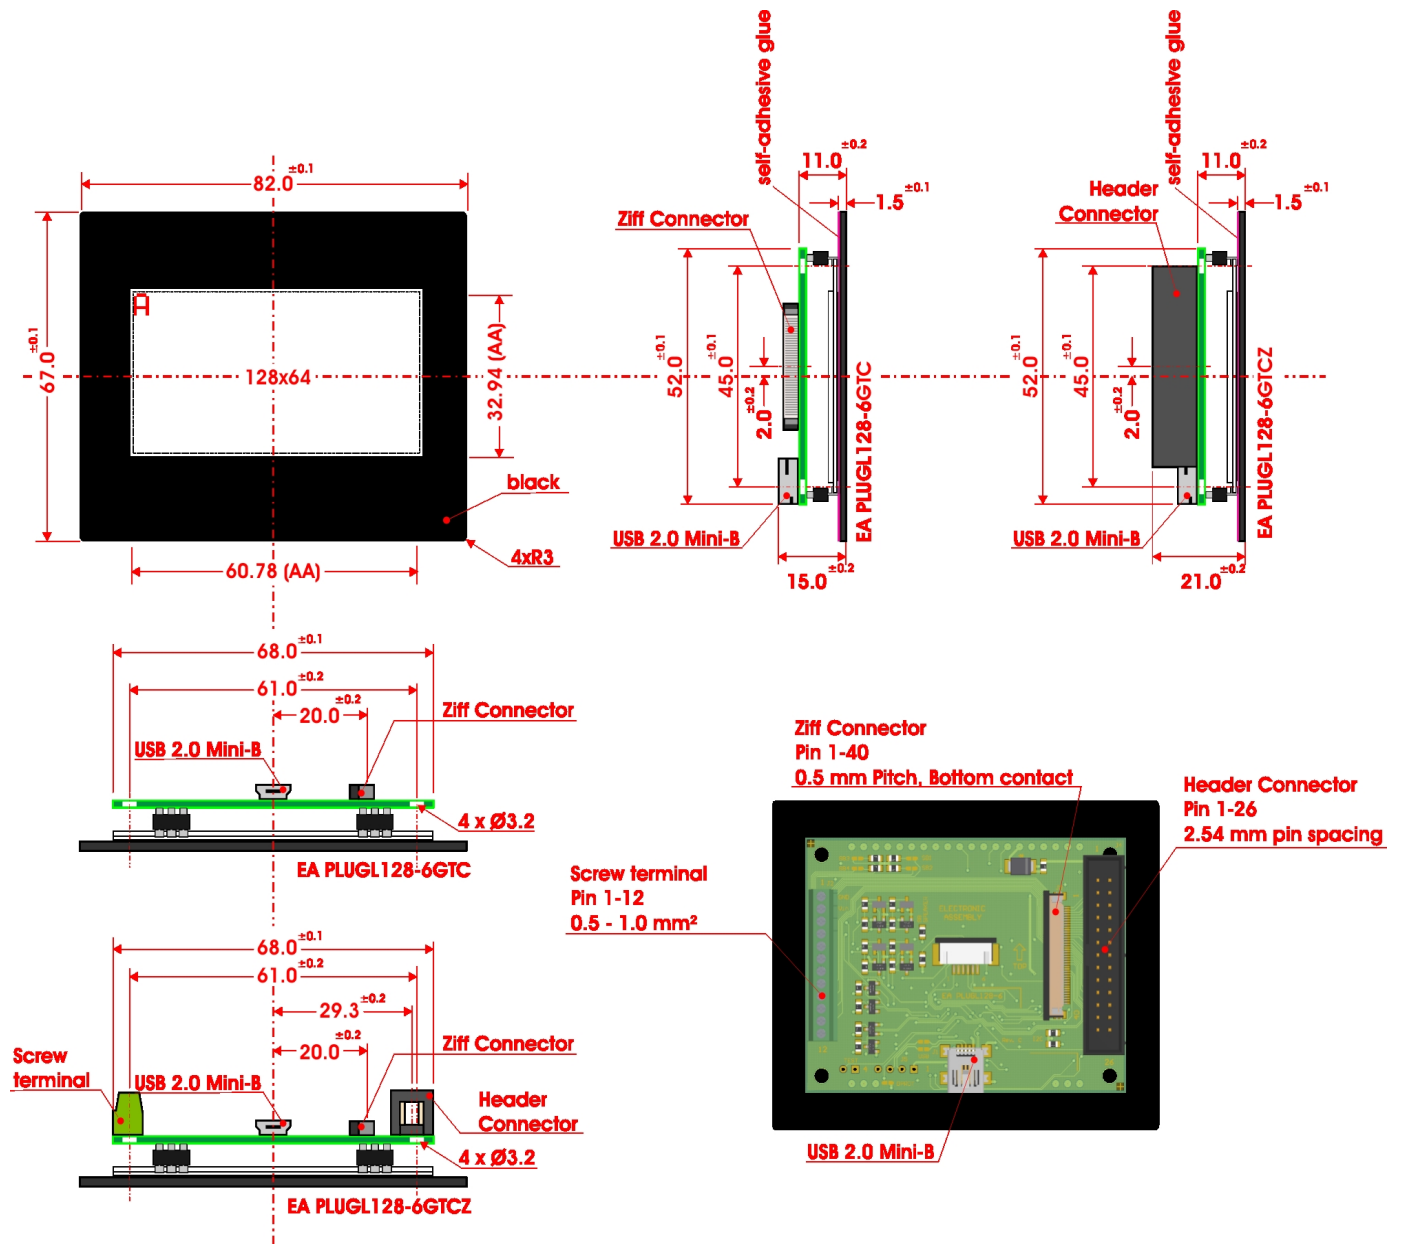 82.0 ±0.1
67.0 ±0.1
A
128x64
32.94 (AA)
black
4xR3
60.78 (AA)
self-adhesive glue
11.0 ±0.2
1.5 ±0.1
Ziff Connector
52.0 ±0.1
45.0 ±0.1
2.0 ±0.2
EA PLUGL128-6GTC
USB 2.0 Mini-B
15.0 ±0.2
self-adhesive glue
11.0 ±0.2
1.5 ±0.1
Header
Connector
52.0 ±0.1
45.0 ±0.1
2.0 ±0.2
EA PLUGL128-6GTCZ
USB 2.0 Mini-B
21.0 ±0.2
68.0 ±0.1
61.0 ±0.2
20.0 ±0.2
Ziff Connector
USB 2.0 Mini-B
4 x Ø3.2
EA PLUGL128-6GTC
68.0 ±0.1
61.0 ±0.2
29.3 ±0.2
20.0 ±0.2
Ziff Connector
Screw
terminal
USB 2.0 Mini-B
Header
Connector
4 x Ø3.2
EA PLUGL128-6GTCZ
Ziff Connector
Pin 1-40
0.5 mm Pitch, Bottom contact
Header Connector
Pin 1-26
2.54 mm pin spacing
Screw terminal
Pin 1-12
0.5 - 1.0 mm²
ELECTRONIC
ASSEMBLY
USB 2.0 Mini-B